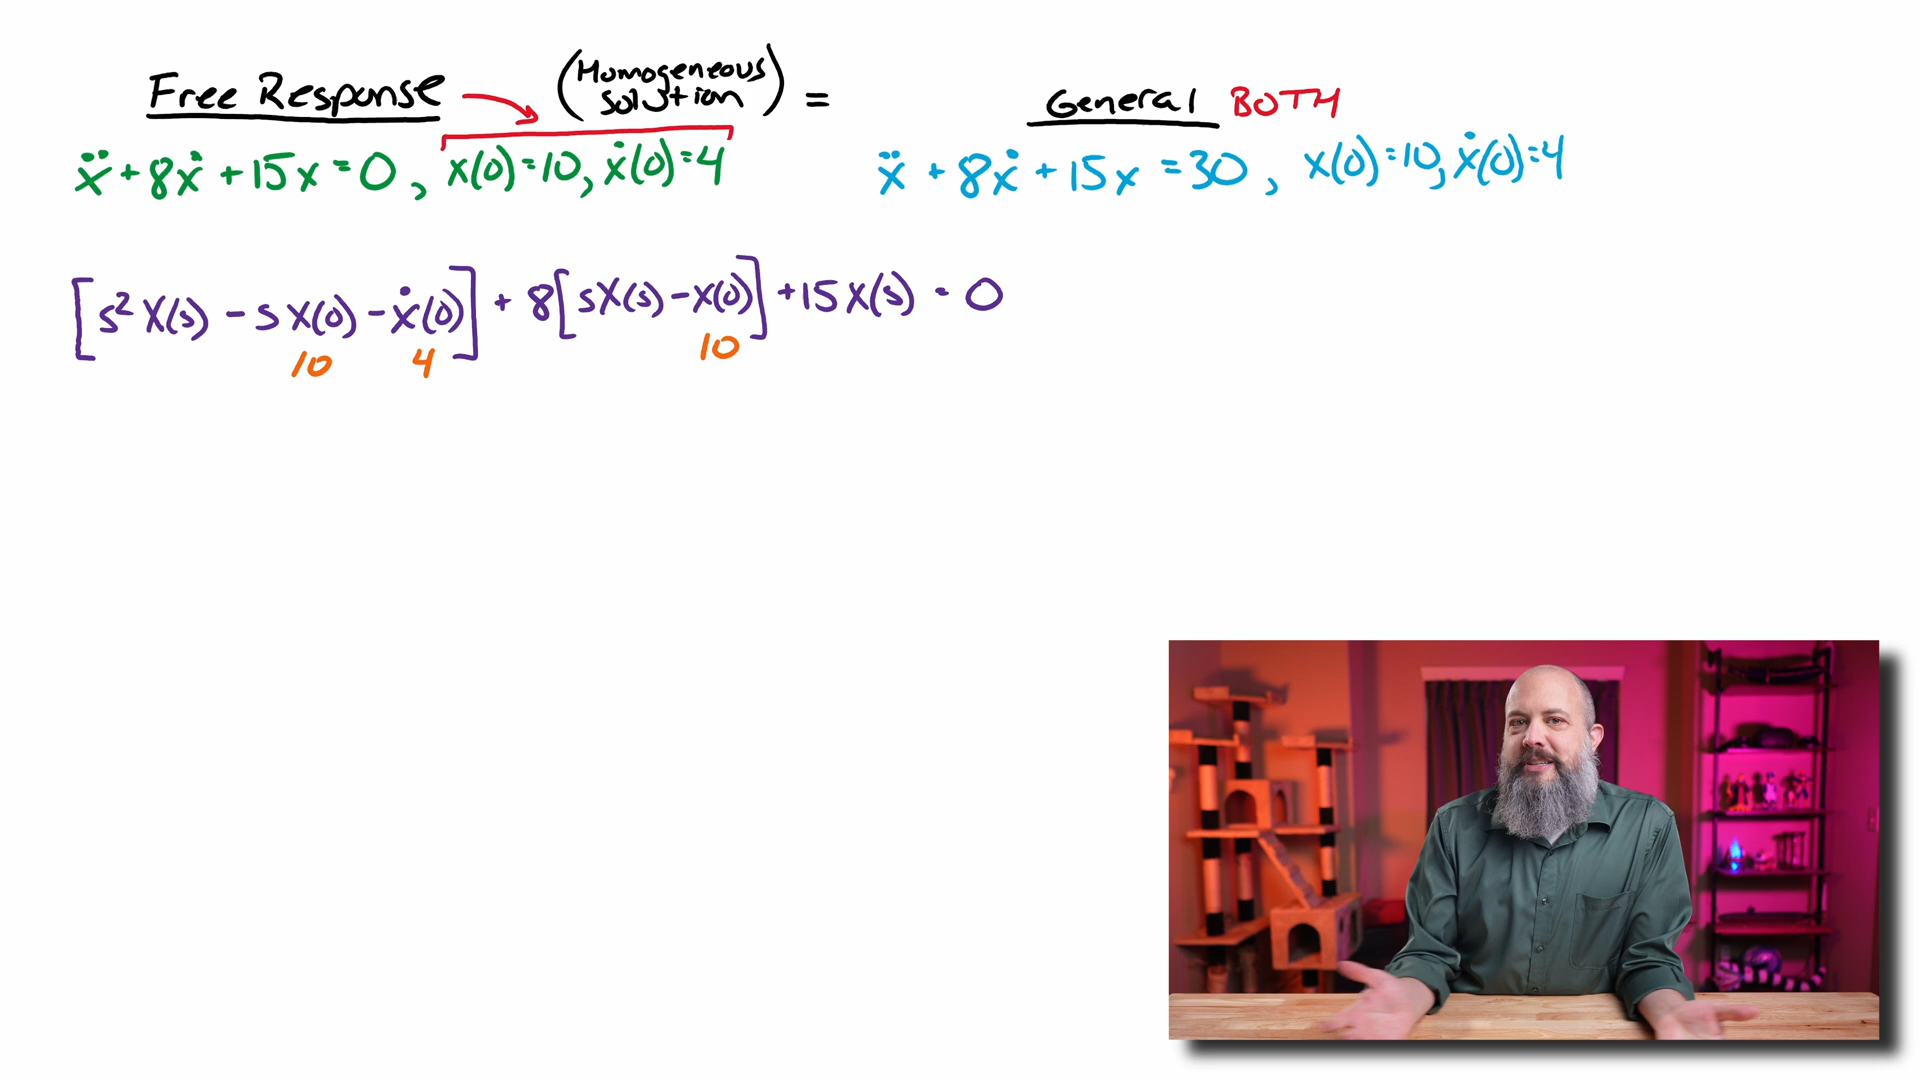 Free Response (Homogeneous solution) =
ẍ + 8ẋ + 15x = 0, x(0)=10, ẋ(0)=4
General BOTH
ẍ + 8ẋ + 15x = 30, x(0)=10, ẋ(0)=4
[s²X(s) - sX(0) - ẋ(0)] + 8[sX(s) - X(0)] + 15X(s) = 0
10 4 10